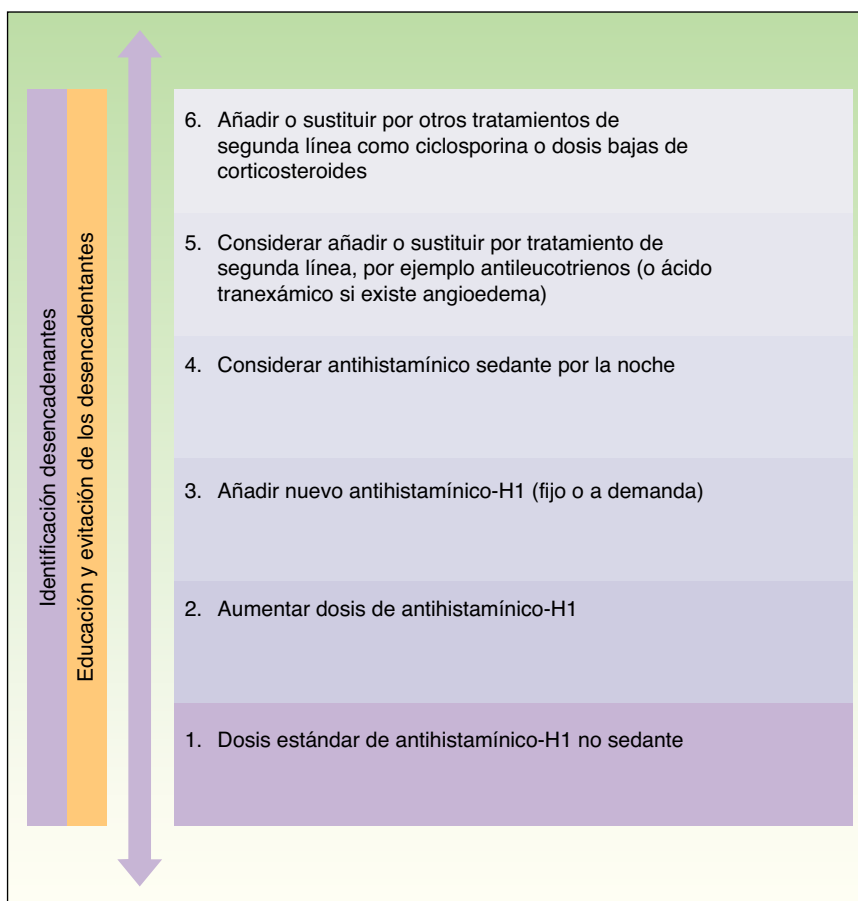 Identificación desencadenantes
Educación y evitación de los desencadentantes
6. Añadir o sustituir por otros tratamientos de
segunda línea como ciclosporina o dosis bajas de
corticosteroides
5. Considerar añadir o sustituir por tratamiento de
segunda línea, por ejemplo antileucotrienos (o ácido
tranexámico si existe angioedema)
4. Considerar antihistamínico sedante por la noche
3. Añadir nuevo antihistamínico-H1 (fijo o a demanda)
2. Aumentar dosis de antihistamínico-H1
1. Dosis estándar de antihistamínico-H1 no sedante